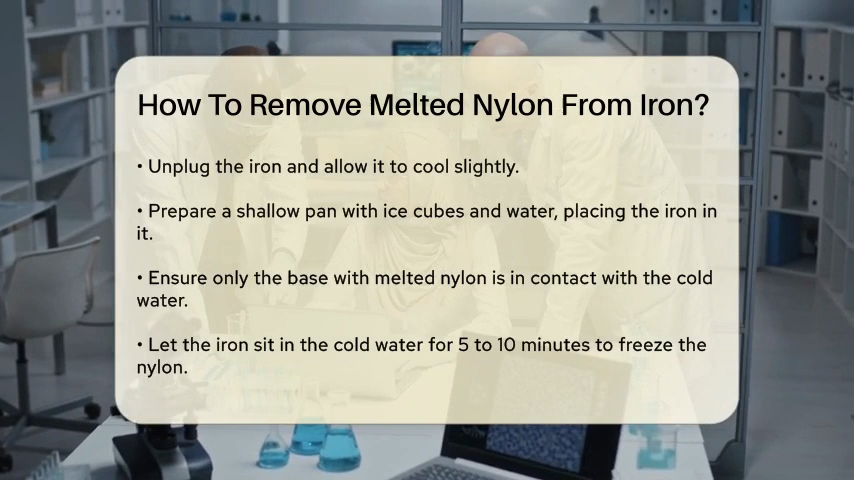 How To Remove Melted Nylon From Iron?
• Unplug the iron and allow it to cool slightly.
• Prepare a shallow pan with ice cubes and water, placing the iron in
it.
• Ensure only the base with melted nylon is in contact with the cold
water.
• Let the iron sit in the cold water for 5 to 10 minutes to freeze the
nylon.